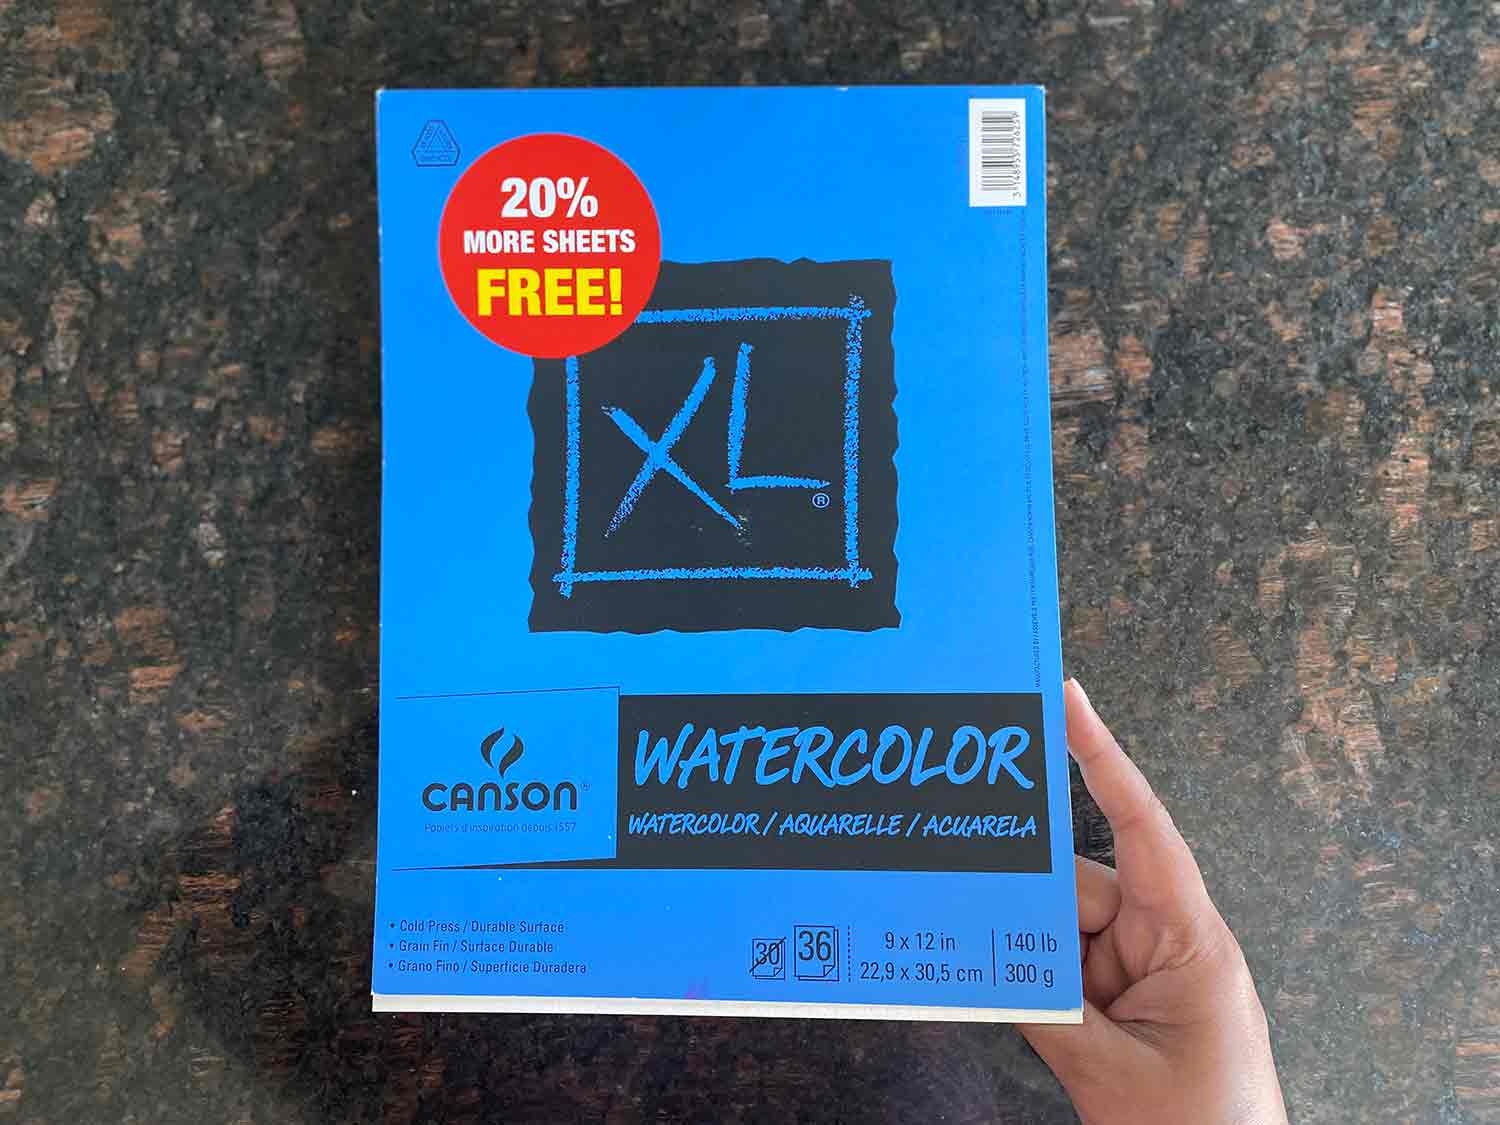 20%
MORE SHEETS
FREE!
XL®
CANSON®
Papiers d'inspiration depuis 1557
WATERCOLOR
WATERCOLOR / AQUARELLE / ACUARELA
• Cold Press / Durable Surface
• Grain Fin / Surface Durable
• Grano Fino / Superficie Duradera
30
36
9 x 12 in
22,9 x 30,5 cm
140 lb
300 g